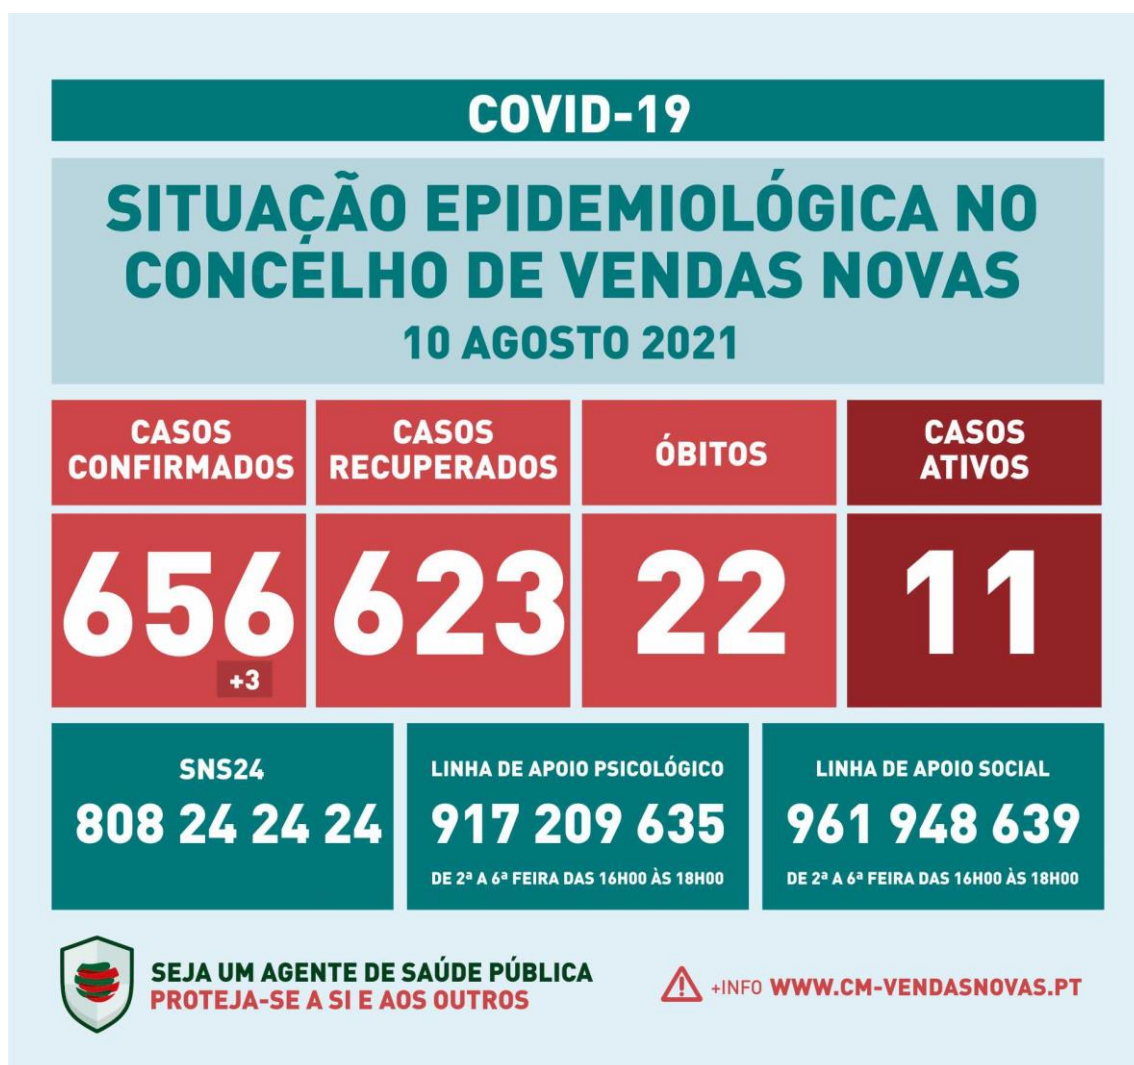 COVID-19
SITUAÇÃO EPIDEMIOLÓGICA NO
CONCELHO DE VENDAS NOVAS
10 AGOSTO 2021
CASOS
CONFIRMADOS
656
+3
CASOS
RECUPERADOS
623
ÓBITOS
22
CASOS
ATIVOS
11
SNS24
808 24 24 24
LINHA DE APOIO PSICOLÓGICO
917 209 635
DE 2ª A 6ª FEIRA DAS 16H00 ÀS 18H00
LINHA DE APOIO SOCIAL
961 948 639
DE 2ª A 6ª FEIRA DAS 16H00 ÀS 18H00
SEJA UM AGENTE DE SAÚDE PÚBLICA
PROTEJA-SE A SI E AOS OUTROS
+INFO WWW.CM-VENDASNOVAS.PT